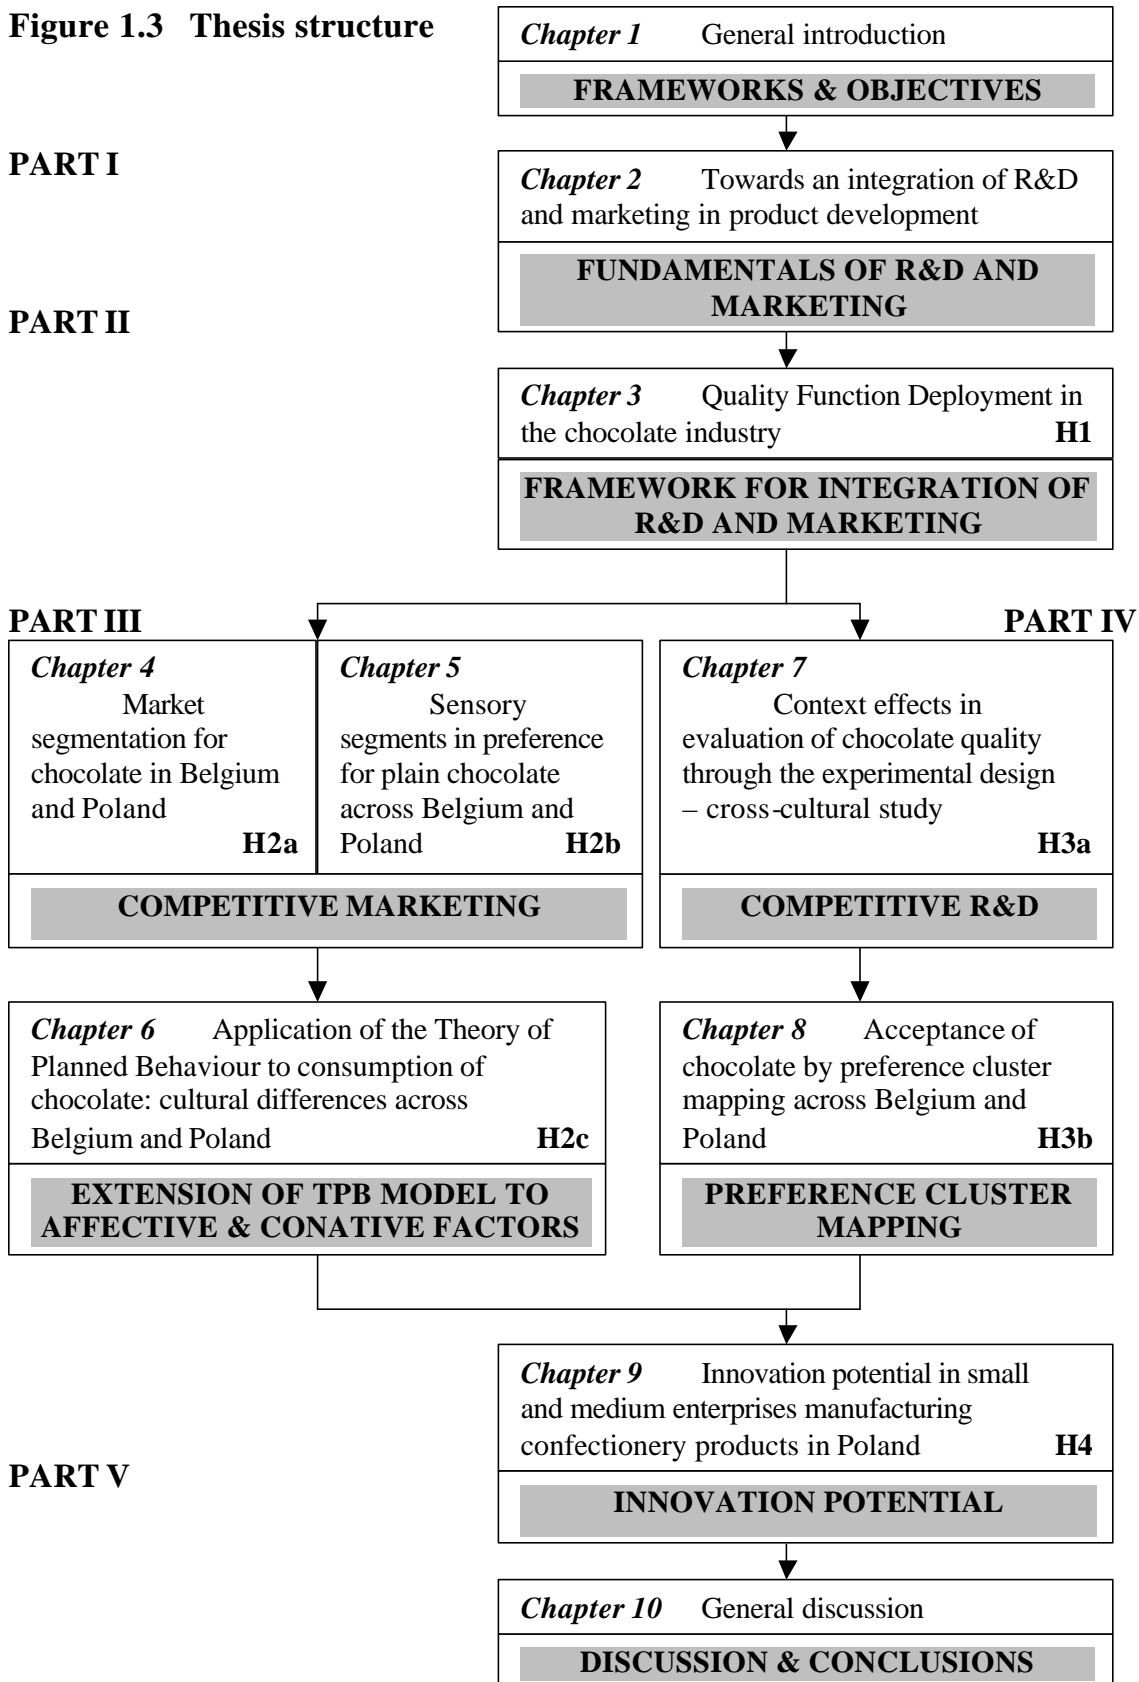 Figure 1.3 Thesis structure
Chapter 1 General introduction
FRAMEWORKS & OBJECTIVES
PART I
Chapter 2 Towards an integration of R&D
and marketing in product development
FUNDAMENTALS OF R&D AND
MARKETING
PART II
Chapter 3 Quality Function Deployment in
the chocolate industry H1
FRAMEWORK FOR INTEGRATION OF
R&D AND MARKETING
PART III
Chapter 4
Market
segmentation for
chocolate in Belgium
and Poland
H2a
Chapter 5
Sensory
segments in preference
for plain chocolate
across Belgium and
Poland H2b
COMPETITIVE MARKETING
PART IV
Chapter 7
Context effects in
evaluation of chocolate quality
through the experimental design
– cross-cultural study
H3a
COMPETITIVE R&D
Chapter 6 Application of the Theory of
Planned Behaviour to consumption of
chocolate: cultural differences across
Belgium and Poland H2c
EXTENSION OF TPB MODEL TO
AFFECTIVE & CONATIVE FACTORS
Chapter 8 Acceptance of
chocolate by preference cluster
mapping across Belgium and
Poland H3b
PREFERENCE CLUSTER
MAPPING
Chapter 9 Innovation potential in small
and medium enterprises manufacturing
confectionery products in Poland H4
PART V
INNOVATION POTENTIAL
Chapter 10 General discussion
DISCUSSION & CONCLUSIONS